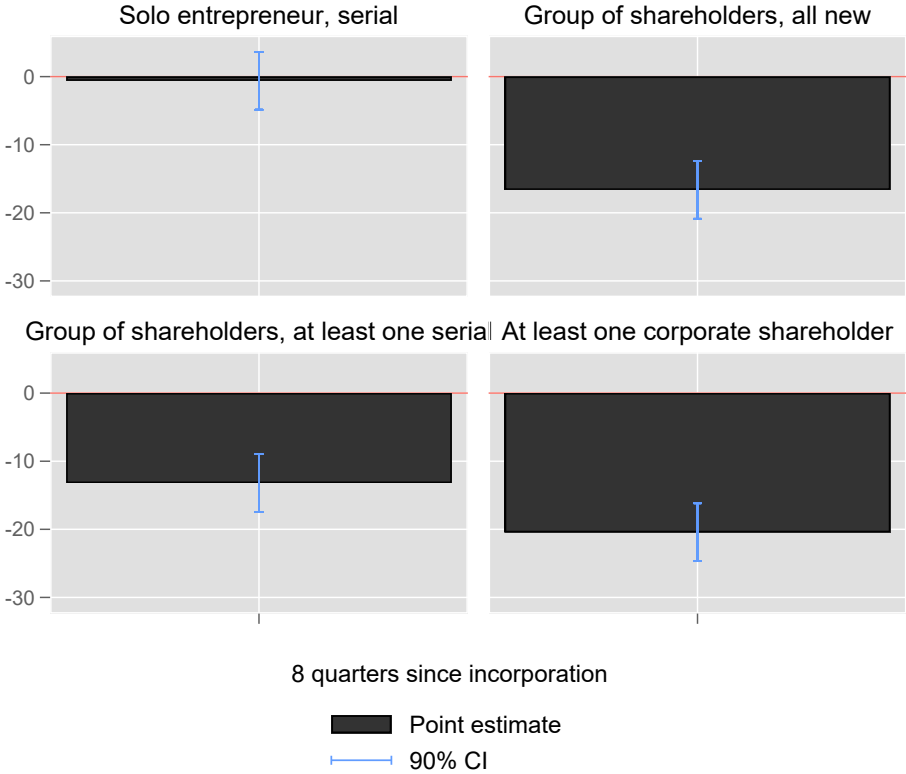 Solo entrepreneur, serial
Group of shareholders, all new
0
-10
-20
-30
Group of shareholders, at least one serial
At least one corporate shareholder
0
-10
-20
-30
8 quarters since incorporation
Point estimate
90% CI